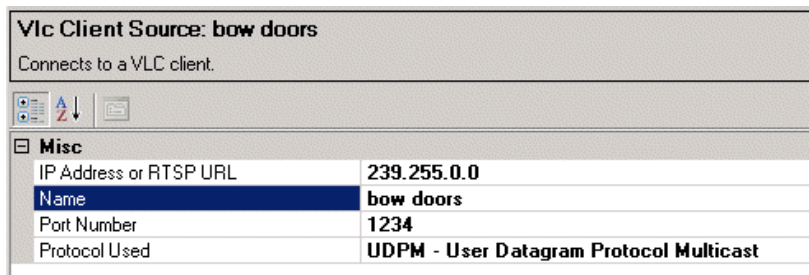 Vlc Client Source: bow doors
Connects to a VLC client.
A
Z
Misc
IP Address or RTSP URL 239.255.0.0
Name bow doors
Port Number 1234
Protocol Used UDPM - User Datagram Protocol Multicast